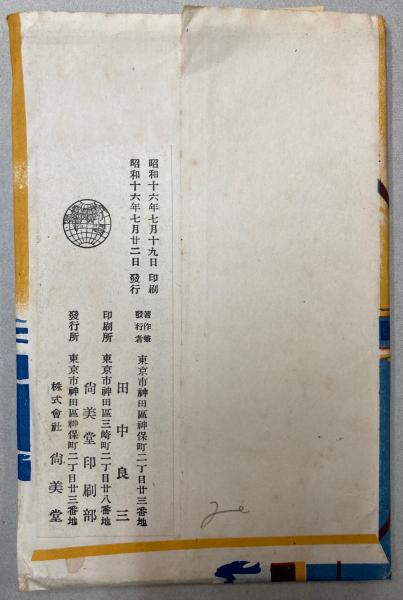 昭和十六年七月十九日 印刷
昭和十六年七月廿二日 發行
著作兼發行者 東京市神田區神保町二丁目廿三番地
田中良三
印刷所 東京市神田區三崎町二丁目廿八番地
尙美堂印刷部
發行所 東京市神田區神保町二丁目廿三番地
株式會社 尙美堂